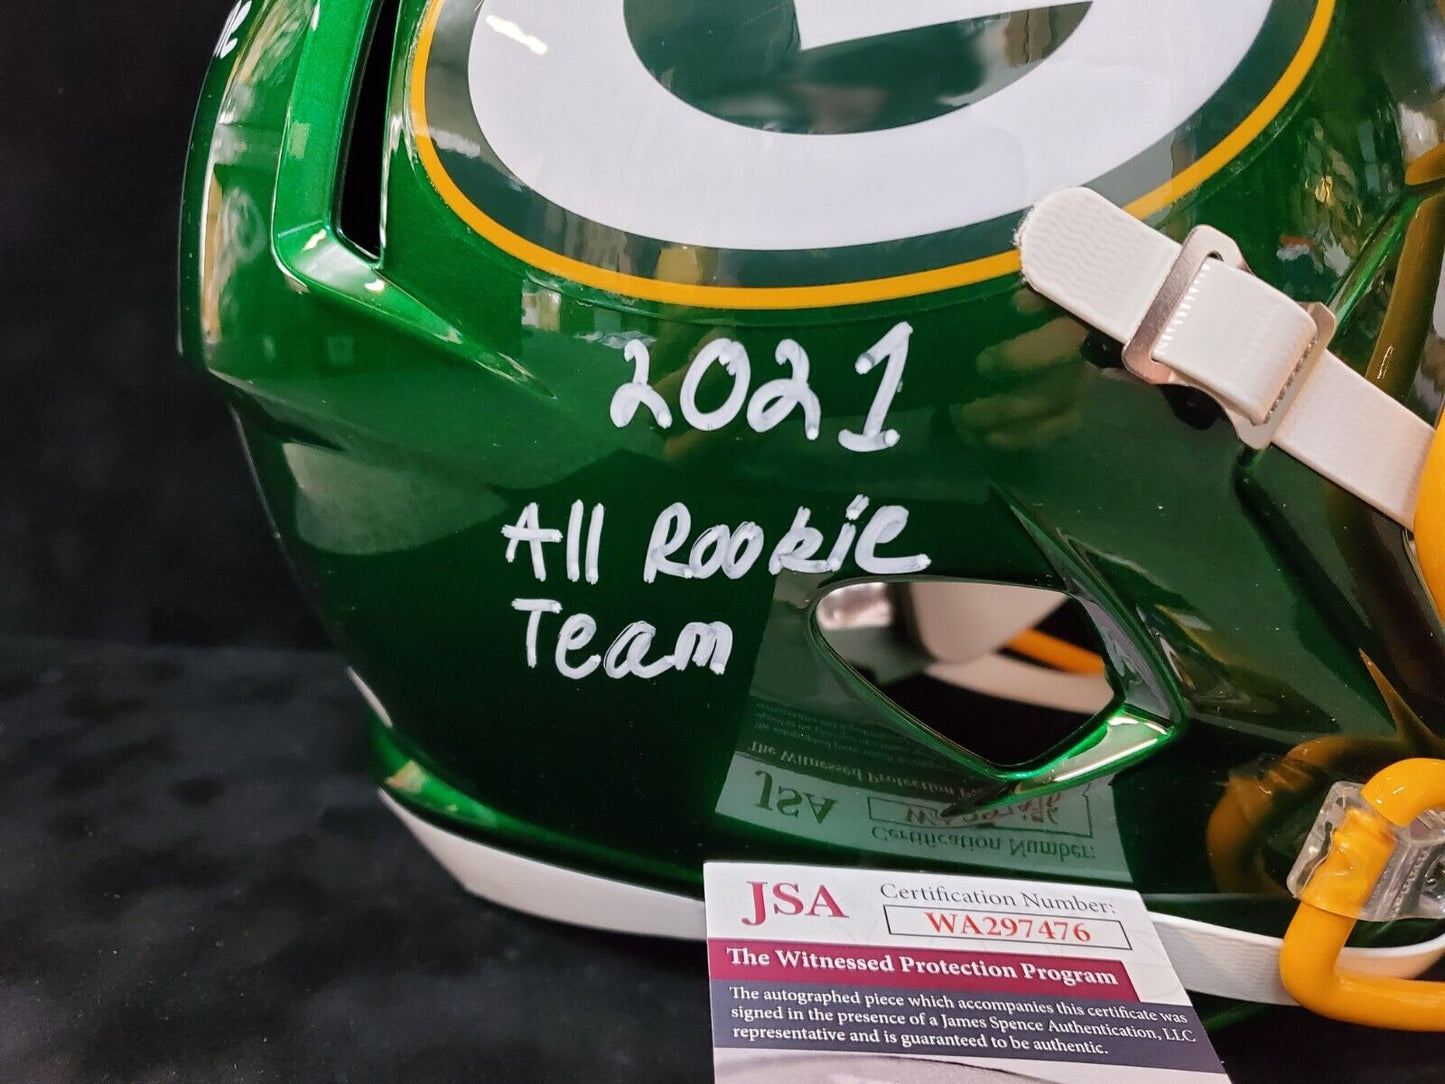 2021
All Rookie
Team
JSA
Certification Number:
WA297476
The Witnessed Protection Program
The autographed piece which accompanies this certificate was
signed in the presence of a James Spence Authentication, LLC
representative and is guaranteed to be authentic.